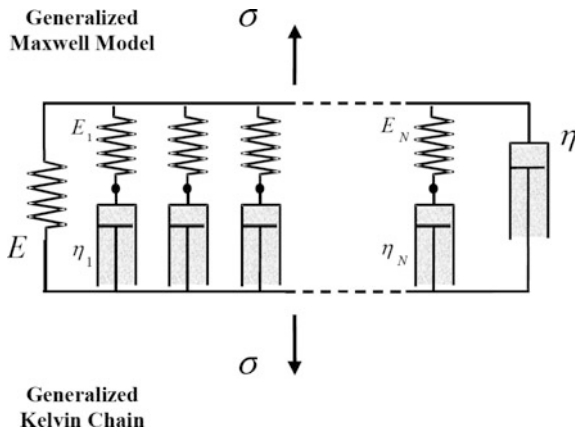 Generalized
Maxwell Model
σ
E₁
E_N
η
E
η₁
η_N
σ
Generalized
Kelvin Chain